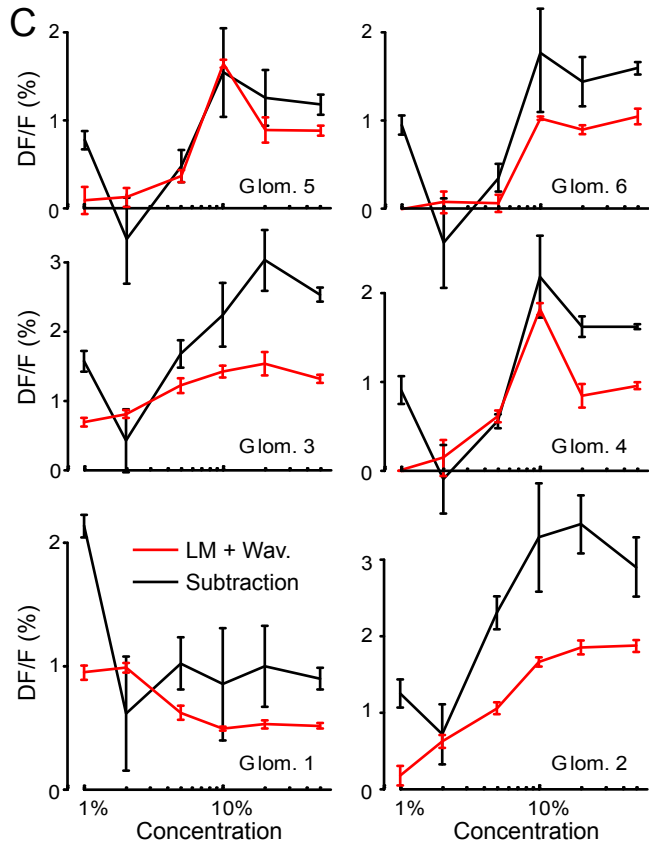 C
DF/F (%)
2
1
0
Glom. 5
2
1
0
Glom. 6
DF/F (%)
3
2
1
0
Glom. 3
2
1
0
Glom. 4
DF/F (%)
2
1
0
LM + Wav.
Subtraction
Glom. 1
1%
10%
Concentration
3
2
1
0
Glom. 2
1%
10%
Concentration